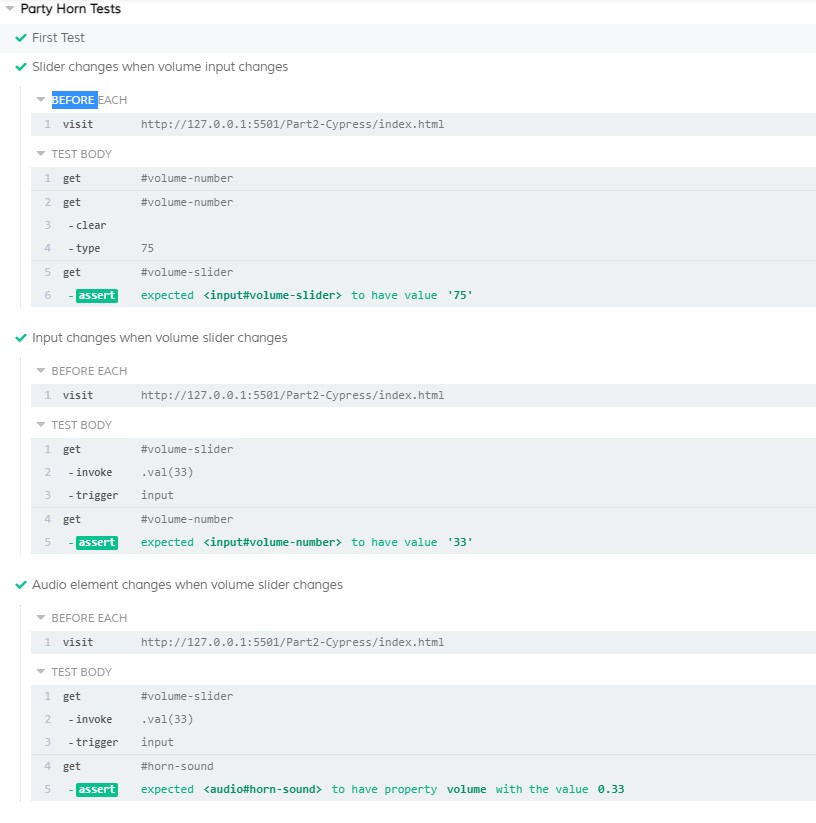 Party Horn Tests
First Test
Slider changes when volume input changes
BEFORE EACH
1 visit http://127.0.0.1:5501/Part2-Cypress/index.html
TEST BODY
1 get #volume-number
2 get #volume-number
3 -clear
4 -type 75
5 get #volume-slider
6 -assert expected <input#volume-slider> to have value '75'
Input changes when volume slider changes
BEFORE EACH
1 visit http://127.0.0.1:5501/Part2-Cypress/index.html
TEST BODY
1 get #volume-slider
2 -invoke .val(33)
3 -trigger input
4 get #volume-number
5 -assert expected <input#volume-number> to have value '33'
Audio element changes when volume slider changes
BEFORE EACH
1 visit http://127.0.0.1:5501/Part2-Cypress/index.html
TEST BODY
1 get #volume-slider
2 -invoke .val(33)
3 -trigger input
4 get #horn-sound
5 -assert expected <audio#horn-sound> to have property volume with the value 0.33